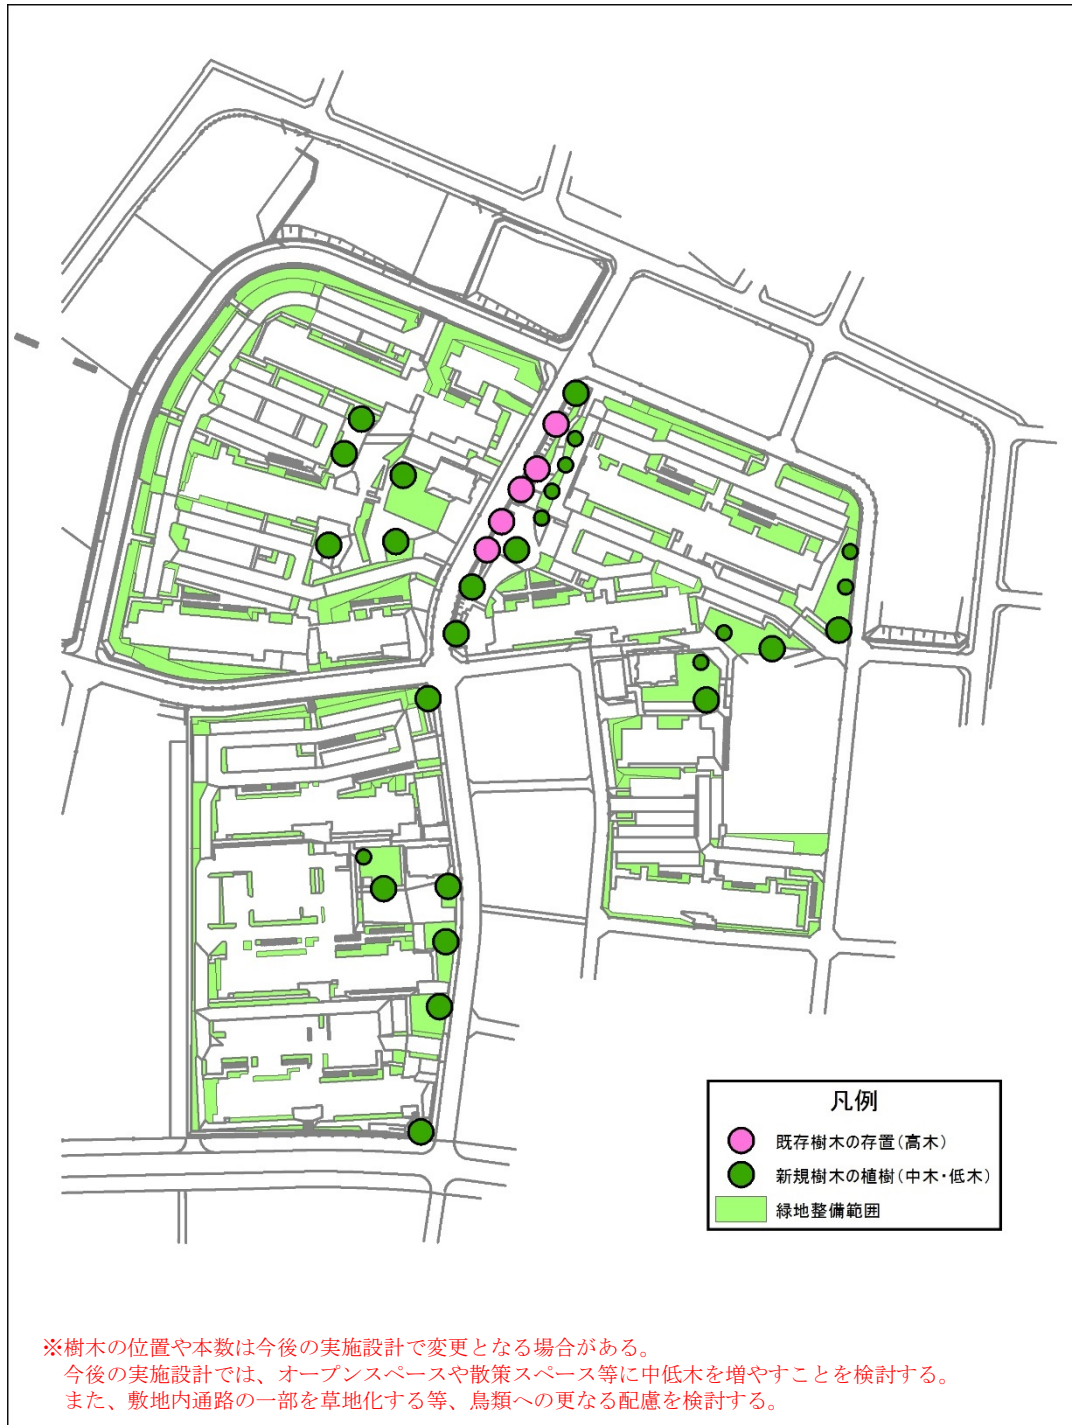 凡例
既存樹木の存置(高木)
新規樹木の植樹(中木・低木)
緑地整備範囲
※樹木の位置や本数は今後の実施設計で変更となる場合がある。
今後の実施設計では、オープンスペースや散策スペース等に中低木を増やすことを検討する。
また、敷地内通路の一部を草地化する等、鳥類への更なる配慮を検討する。